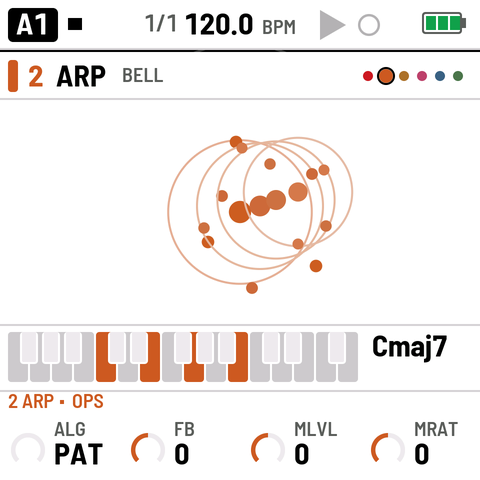 A1 1/1 120.0 BPM
2 ARP BELL
Cmaj7
2 ARP • OPS
ALG FB MLVL MRAT
PAT 0 0 0